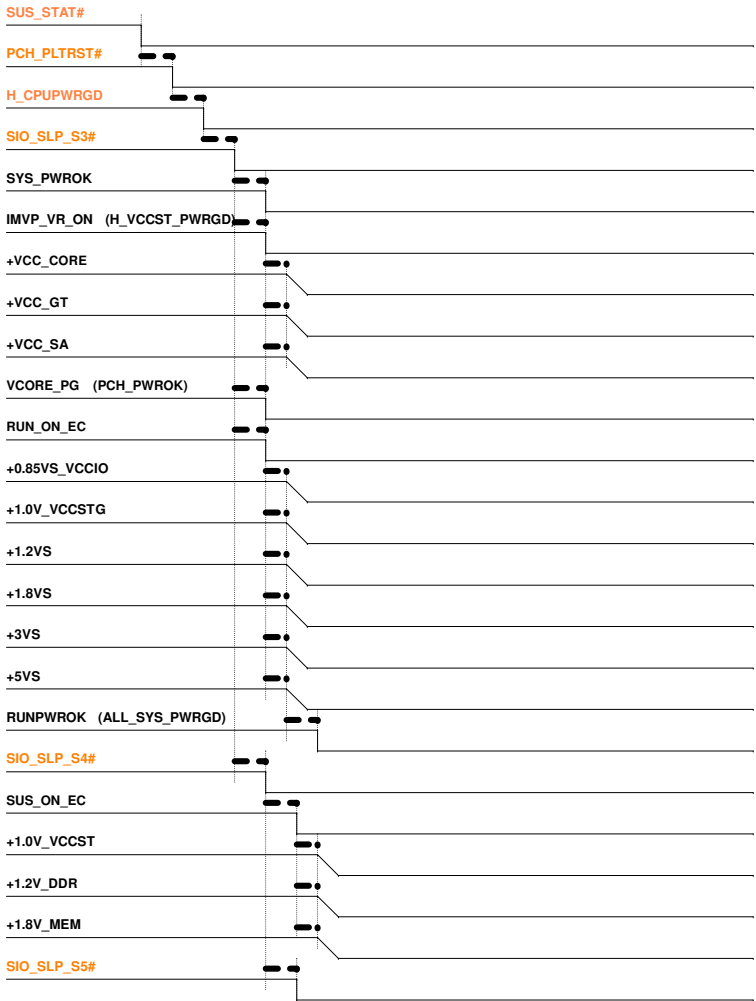 SUS_STAT#
PCH_PLTRST#
H_CPUPWRGD
SIO_SLP_S3#
SYS_PWROK
IMVP_VR_ON (H_VCCST_PWRGD)
+VCC_CORE
+VCC_GT
+VCC_SA
VCORE_PG (PCH_PWROK)
RUN_ON_EC
+0.85VS_VCCIO
+1.0V_VCCSTG
+1.2VS
+1.8VS
+3VS
+5VS
RUNPWROK (ALL_SYS_PWRGD)
SIO_SLP_S4#
SUS_ON_EC
+1.0V_VCCST
+1.2V_DDR
+1.8V_MEM
SIO_SLP_S5#